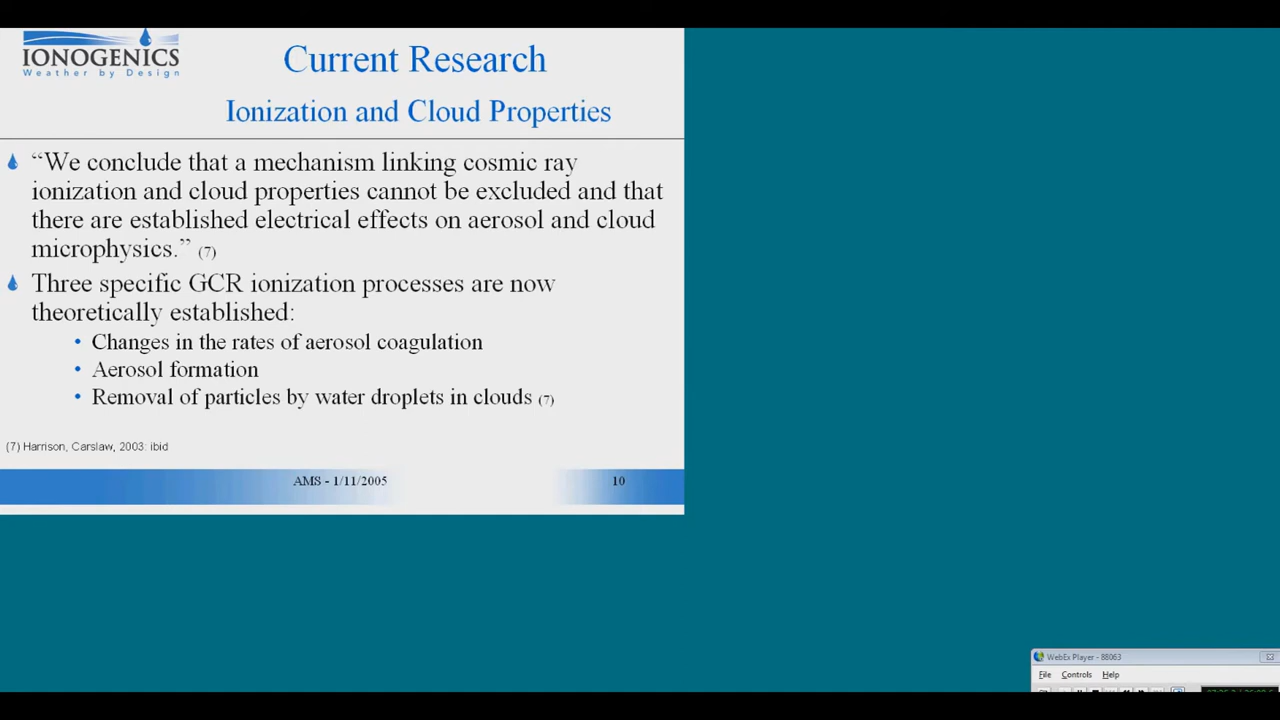 IONOGENICS
Weather by Design
Current Research
Ionization and Cloud Properties
“We conclude that a mechanism linking cosmic ray
ionization and cloud properties cannot be excluded and that
there are established electrical effects on aerosol and cloud
microphysics.” (7)
Three specific GCR ionization processes are now
theoretically established:
• Changes in the rates of aerosol coagulation
• Aerosol formation
• Removal of particles by water droplets in clouds (7)
(7) Harrison, Carslaw, 2003: ibid
AMS - 1/11/2005
10
WebEx Player - 88063
File Controls Help